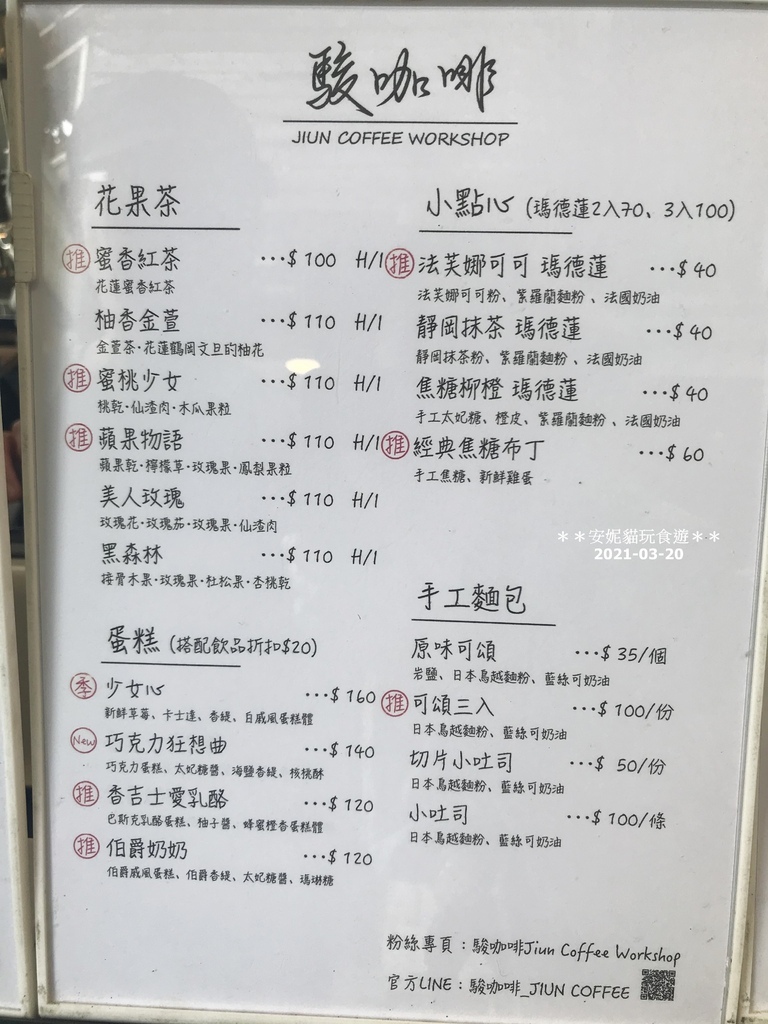 駿咖啡
JIUN COFFEE WORKSHOP
花果茶
推 蜜香紅茶 ···$ 100 H/I
花蓮蜜香紅茶
柚香金萱 ···$ 110 H/I
金萱茶·花蓮鶴岡文旦的柚花
推 蜜桃少女 ···$ 110 H/I
桃乾·仙渣肉·木瓜果粒
推 蘋果物語 ···$ 110 H/I
蘋果乾·檸檬草·玫瑰果·鳳梨果粒
美人玫瑰 ···$ 110 H/I
玫瑰花·玫瑰茄·玫瑰果·仙渣肉
黑森林 ···$ 110 H/I
接骨木果·玫瑰果·杜松果·杏桃乾
蛋糕 (搭配飲品折扣$20)
季 少女心 ···$ 160
新鮮草莓、卡士達、香緹、白戚風蛋糕體
New 巧克力狂想曲 ···$ 140
巧克力蛋糕、太妃糖醬、海鹽香緹、核桃酥
推 香吉士愛乳酪 ···$ 120
巴斯克乳酪蛋糕、柚子醬、蜂蜜橙香蛋糕體
推 伯爵奶奶 ···$ 120
伯爵戚風蛋糕、伯爵香緹、太妃糖醬、瑪琳糖
小點心 (瑪德蓮2入70、3入100)
推 法芙娜可可 瑪德蓮 ···$ 40
法芙娜可可粉、紫羅蘭麵粉、法國奶油
靜岡抹茶 瑪德蓮 ···$ 40
靜岡抹茶粉、紫羅蘭麵粉、法國奶油
焦糖柳橙 瑪德蓮 ···$ 40
手工太妃糖、橙皮、紫羅蘭麵粉、法國奶油
推 經典焦糖布丁 ···$ 60
手工焦糖、新鮮雞蛋
**安妮貓玩食遊**
2021-03-20
手工麵包
原味可頌 ···$ 35/個
岩鹽、日本鳥越麵粉、藍絲可奶油
推 可頌三入 ···$ 100/份
日本鳥越麵粉、藍絲可奶油
切片小吐司 ···$ 50/份
日本鳥越麵粉、藍絲可奶油
小吐司 ···$ 100/條
日本鳥越麵粉、藍絲可奶油
粉絲專頁：駿咖啡Jiun Coffee Workshop
官方LINE：駿咖啡_JIUN COFFEE